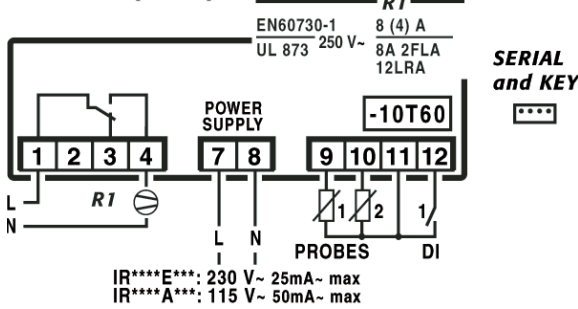 R1
EN60730-1 8 (4) A
UL 873 250 V~ 8A 2FLA
12LRA
SERIAL
and KEY
POWER
SUPPLY
-10T60
1 2 3 4 7 8 9 10 11 12
L R1 1 2 1
N
L N PROBES DI
IR****E***: 230 V~ 25mA~ max
IR****A***: 115 V~ 50mA~ max